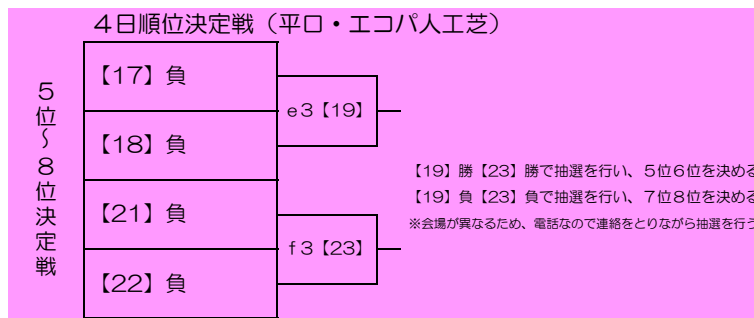 4日順位決定戦（平口・エコパ人工芝）
5位～8位決定戦
【17】負
【18】負
【21】負
【22】負
e3【19】
f3【23】
【19】勝【23】勝で抽選を行い、5位6位を決める
【19】負【23】負で抽選を行い、7位8位を決める
※会場が異なるため、電話なので連絡をとりながら抽選を行う